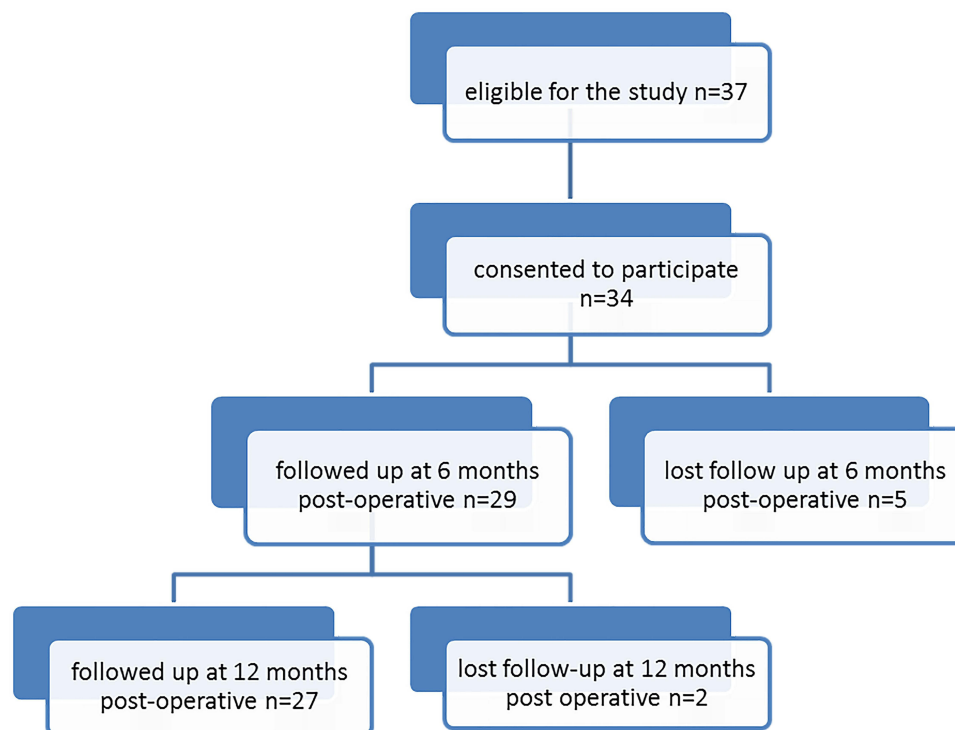 eligible for the study n=37
consented to participate
n=34
followed up at 6 months
post-operative n=29
lost follow up at 6 months
post-operative n=5
followed up at 12 months
post-operative n=27
lost follow-up at 12 months
post operative n=2